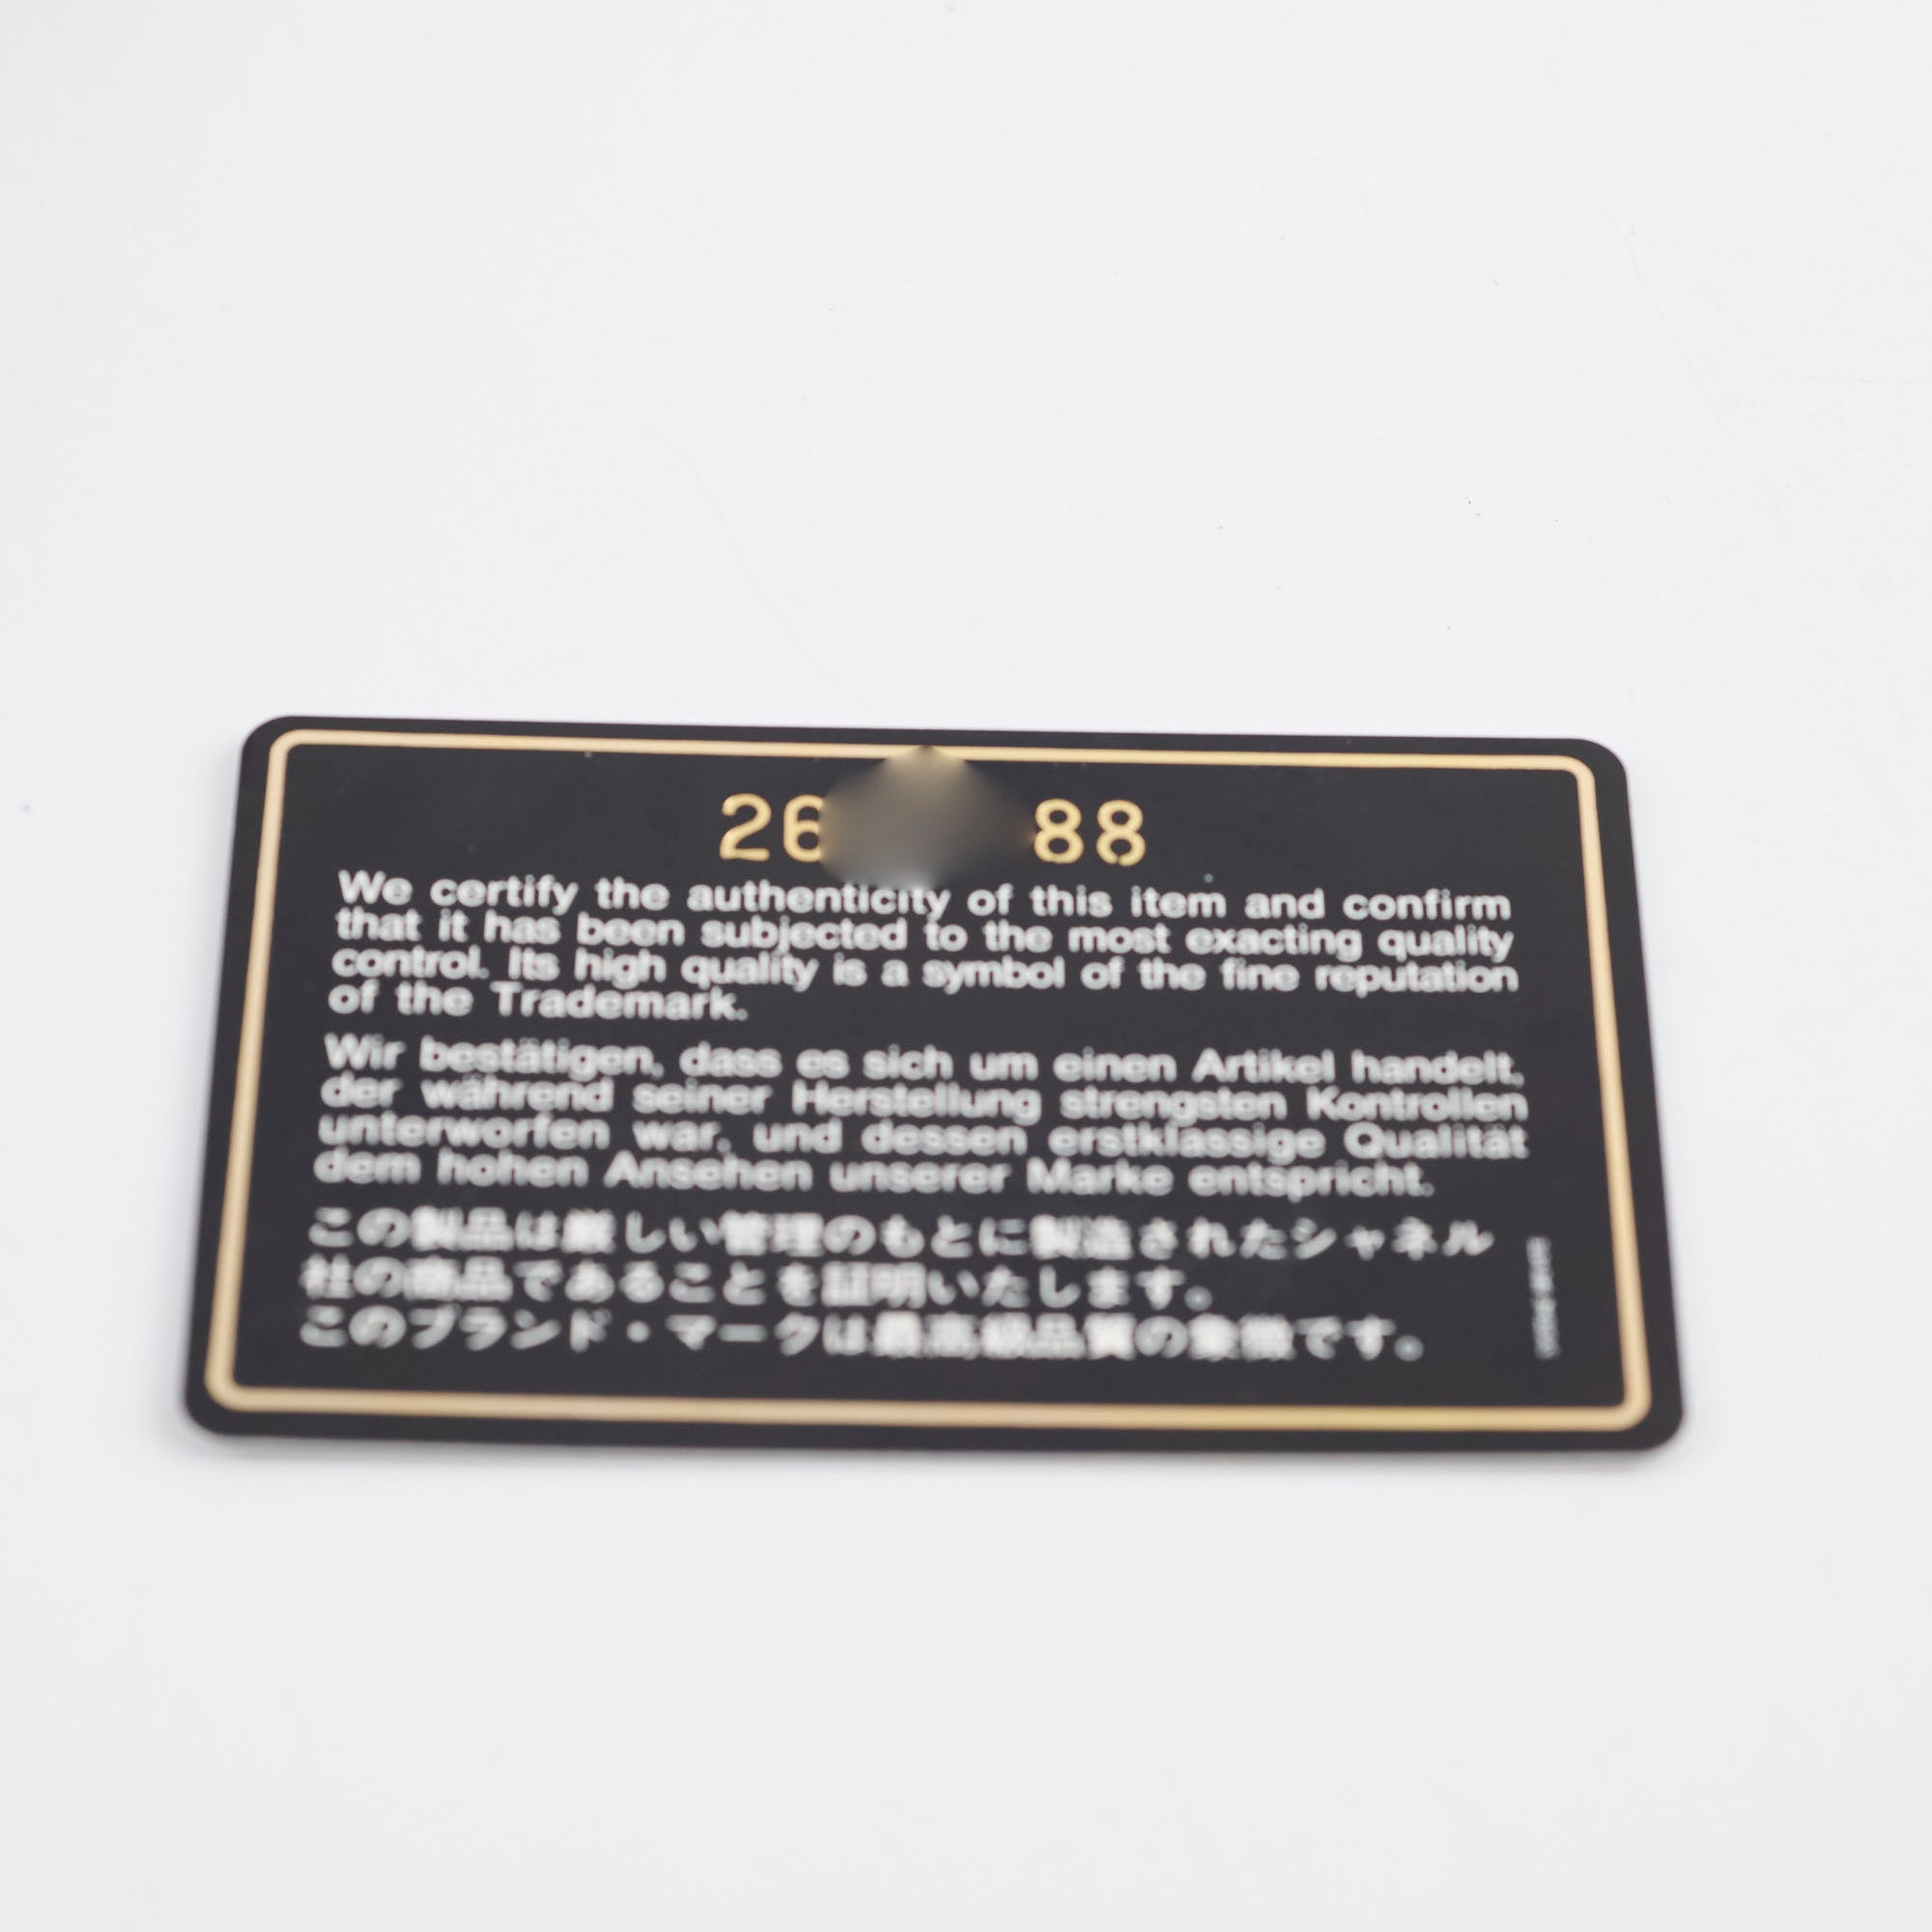 26 88
We certify the authenticity of this item and confirm
that it has been subjected to the most exacting quality
control. Its high quality is a symbol of the fine reputation
of the Trademark.
Wir bestätigen, dass es sich um einen Artikel handelt,
der während seiner Herstellung strengsten Kontrollen
unterworfen war, und dessen erstklassige Qualität
dem hohen Ansehen unserer Marke entspricht.
この製品は厳しい管理のもとに製造されたシャネル
社の商品であることを証明いたします。
このブランド・マークは最高級品質の象徴です。